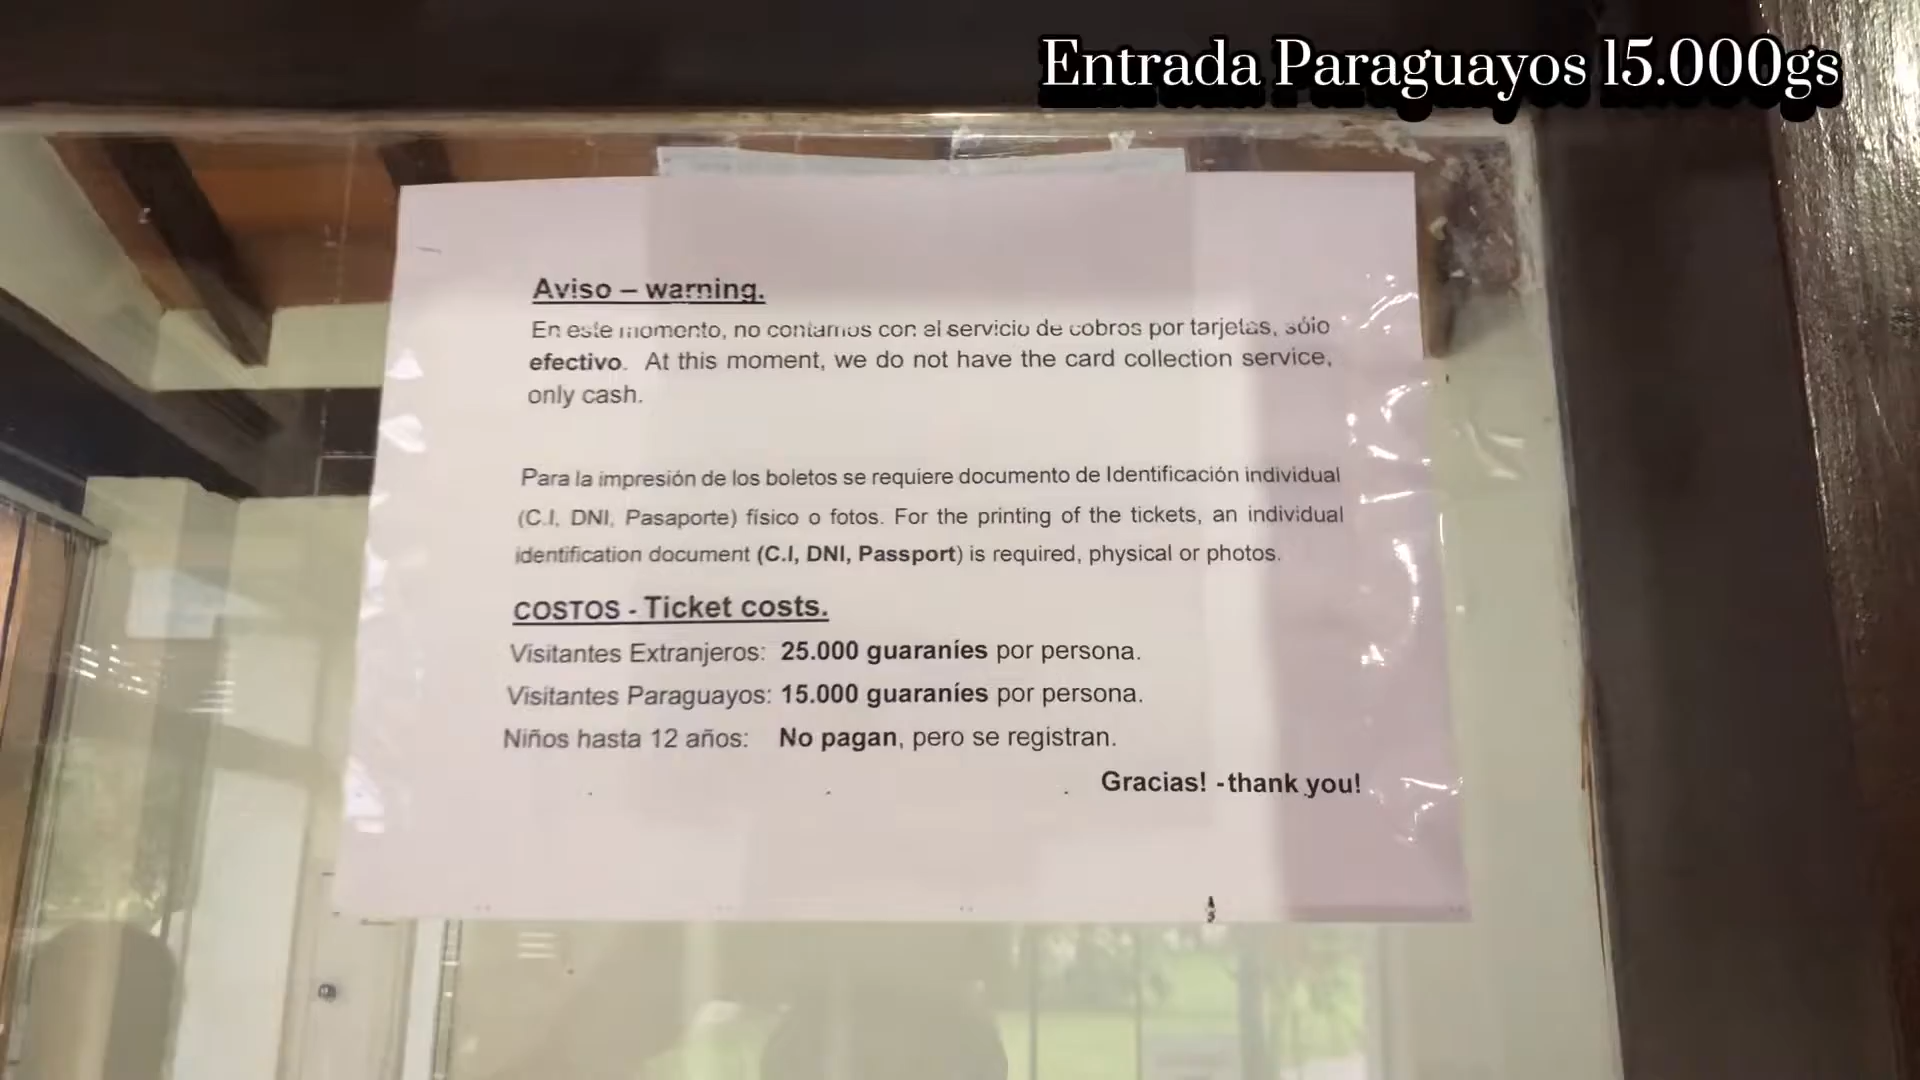 Entrada Paraguayos 15.000gs
Aviso – warning.
En este momento, no contamos con el servicio de cobros por tarjetas, sólo
efectivo. At this moment, we do not have the card collection service,
only cash.
Para la impresión de los boletos se requiere documento de Identificación individual
(C.I, DNI, Pasaporte) físico o fotos. For the printing of the tickets, an individual
identification document (C.I, DNI, Passport) is required, physical or photos.
COSTOS - Ticket costs.
Visitantes Extranjeros: 25.000 guaraníes por persona.
Visitantes Paraguayos: 15.000 guaraníes por persona.
Niños hasta 12 años: No pagan, pero se registran.
Gracias! -thank you!